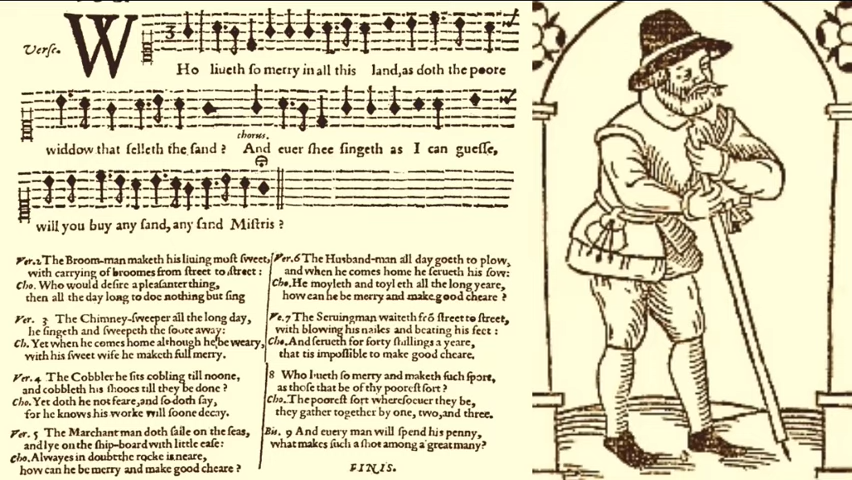 Verse.
W
3
Ho liueth so merry in all this land, as doth the poore
widdow that selleth the sand ? And euer shee singeth as I can guesse,
chorus.
will you buy any sand, any sand Mistris ?
Ver.2 The Broom-man maketh his liuing most sweet,
with carrying of broomes from street to street :
Cho. Who would desire a pleasanter thing,
then all the day long to doe nothing but sing
Ver. 3 The Chimney-sweeper all the long day,
he singeth and sweepeth the soote away:
Ch. Yet when he comes home although he be weary,
with his sweet wife he maketh full merry.
Ver. 4 The Cobbler he sits cobling till noone,
and cobbleth his shooes till they be done ?
Cho. Yet doth he not feare, and so doth say,
for he knows his worke will soone decay.
Ver. 5 The Marchant man doth saile on the seas,
and lye on the ship-board with little ease:
Cho. Alwayes in doubt the rocke is neare,
how can he be merry and make good cheare ?
Ver.6 The Husband-man all day goeth to plow,
and when he comes home he serueth his sow:
Cho. He moyleth and toyleth all the long yeare,
how can he be merry and make good cheare ?
Ve.7 The Seruingman waiteth frō street to street,
with blowing his nailes and beating his feet :
Cho. And serueth for forty shillings a yeare,
that tis impossible to make good cheare.
8 Who liueth so merry and maketh such sport,
as those that be of thy poorest sort ?
Cho. The poorest sort wheresoeuer they be,
they gather together by one, two, and three.
Bis. 9 And euery man will spend his penny,
what makes such a shot among a great many?
FINIS.